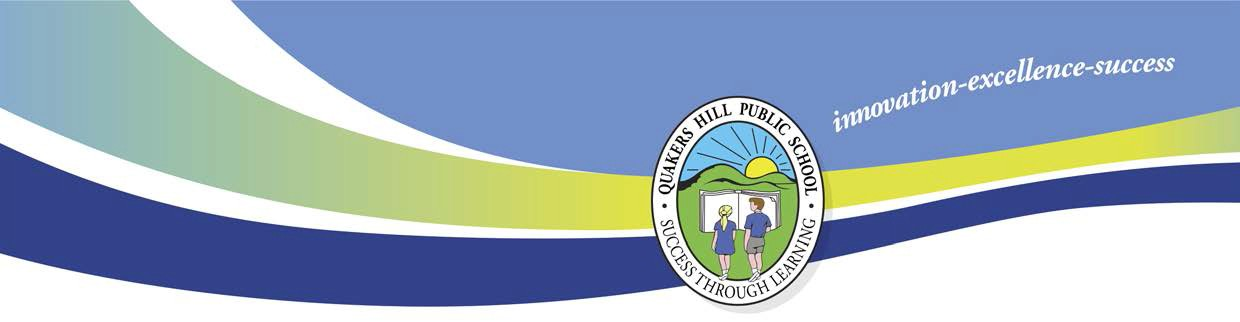 innovation-excellence-success
QUAKERS HILL PUBLIC SCHOOL
SUCCESS THROUGH LEARNING